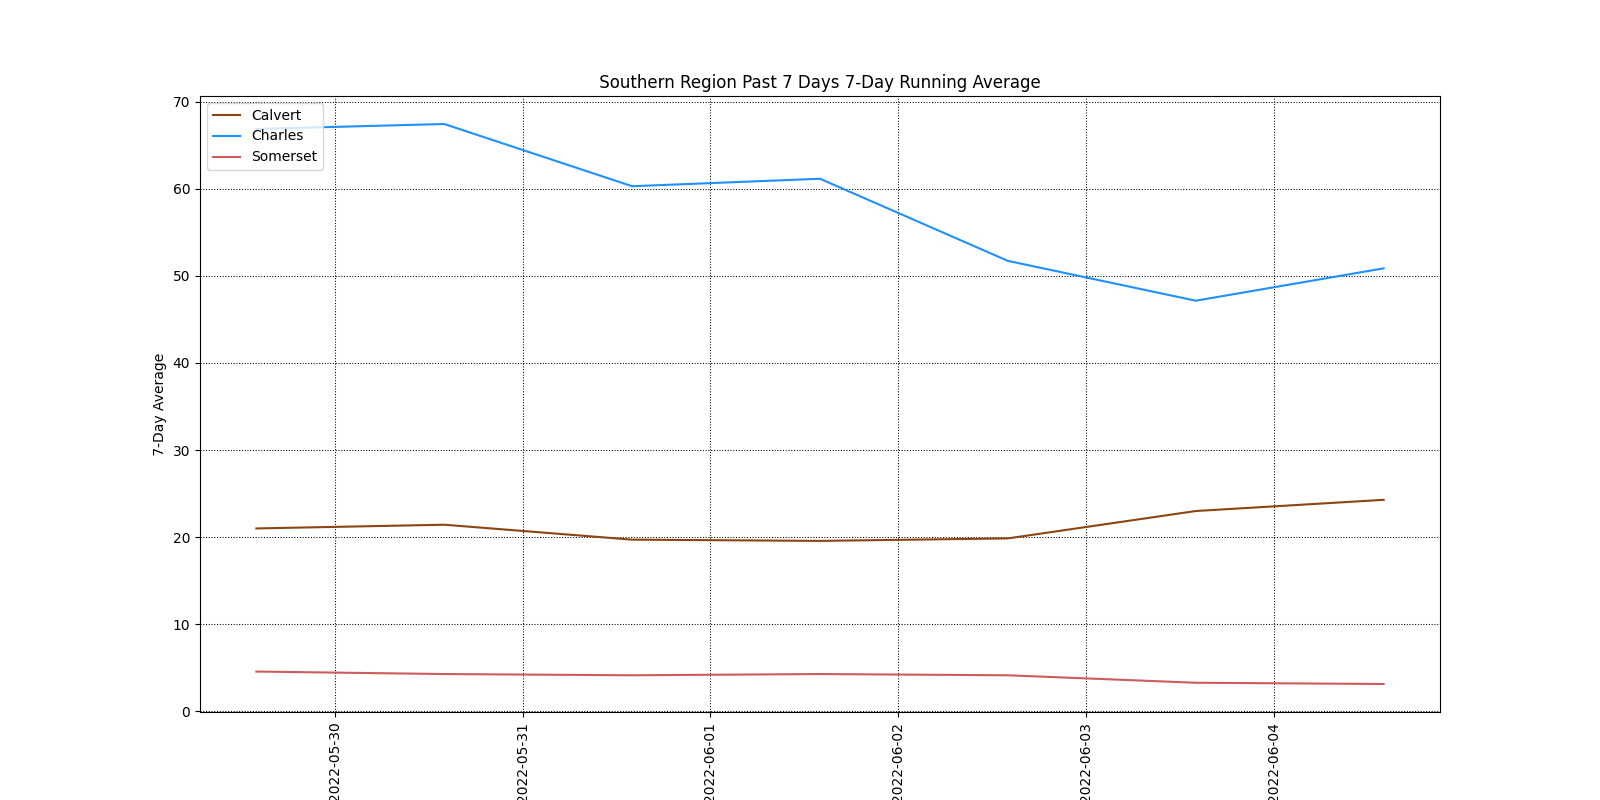 Southern Region Past 7 Days 7-Day Running Average
70
60
50
40
30
20
10
0
7-Day Average
Calvert
Charles
Somerset
2022-05-30
2022-05-31
2022-06-01
2022-06-02
2022-06-03
2022-06-04